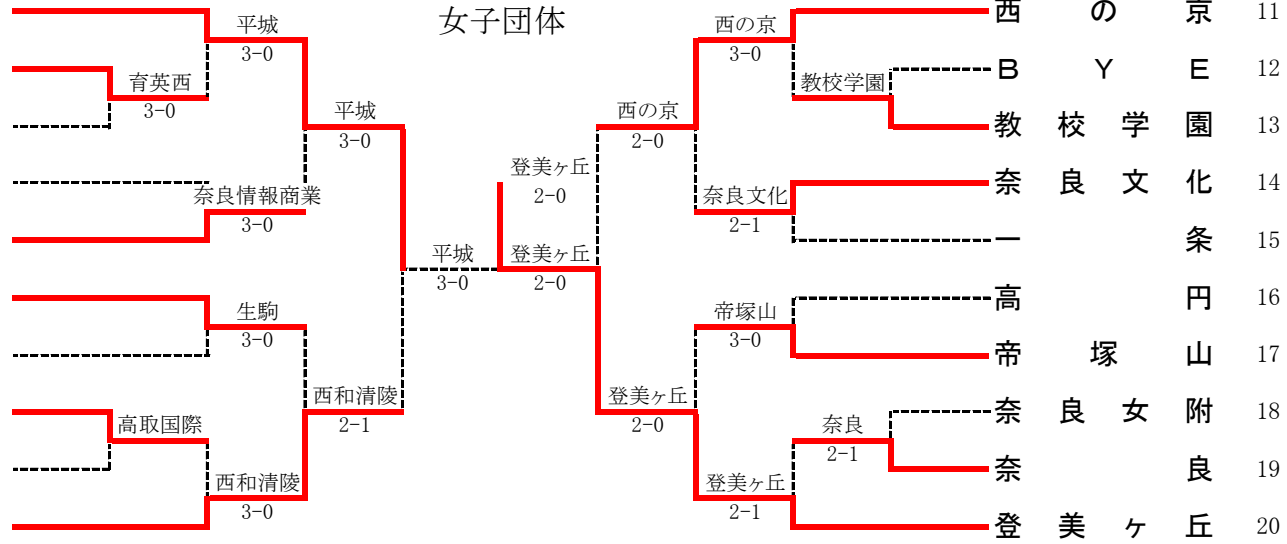 女子団体
平城
3-0
育英西
3-0
平城
3-0
奈良情報商業
3-0
生駒
3-0
西和清陵
2-1
高取国際
西和清陵
3-0
平城
3-0
登美ヶ丘
2-0
登美ヶ丘
2-0
西の京
3-0
教校学園
西の京
2-0
奈良文化
2-1
帝塚山
3-0
登美ヶ丘
2-0
奈良
2-1
登美ヶ丘
2-1
西の京 11
BYE 12
教校学園 13
奈良文化 14
一条 15
高円 16
帝塚山 17
奈良女附 18
奈良 19
登美ヶ丘 20